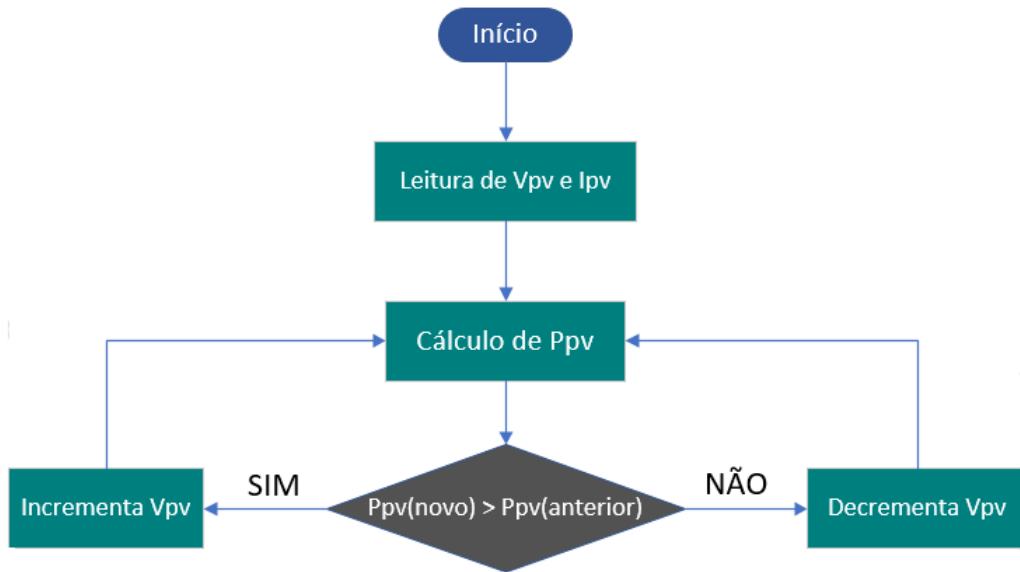 Início
Leitura de Vpv e Ipv
Cálculo de Ppv
SIM
NÃO
Incrementa Vpv
Ppv(novo) > Ppv(anterior)
Decrementa Vpv